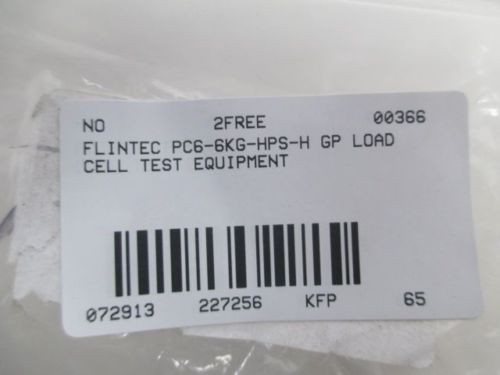 NO 2FREE 00366
FLINTEC PC6-6KG-HPS-H GP LOAD
CELL TEST EQUIPMENT
072913 227256 KFP 65